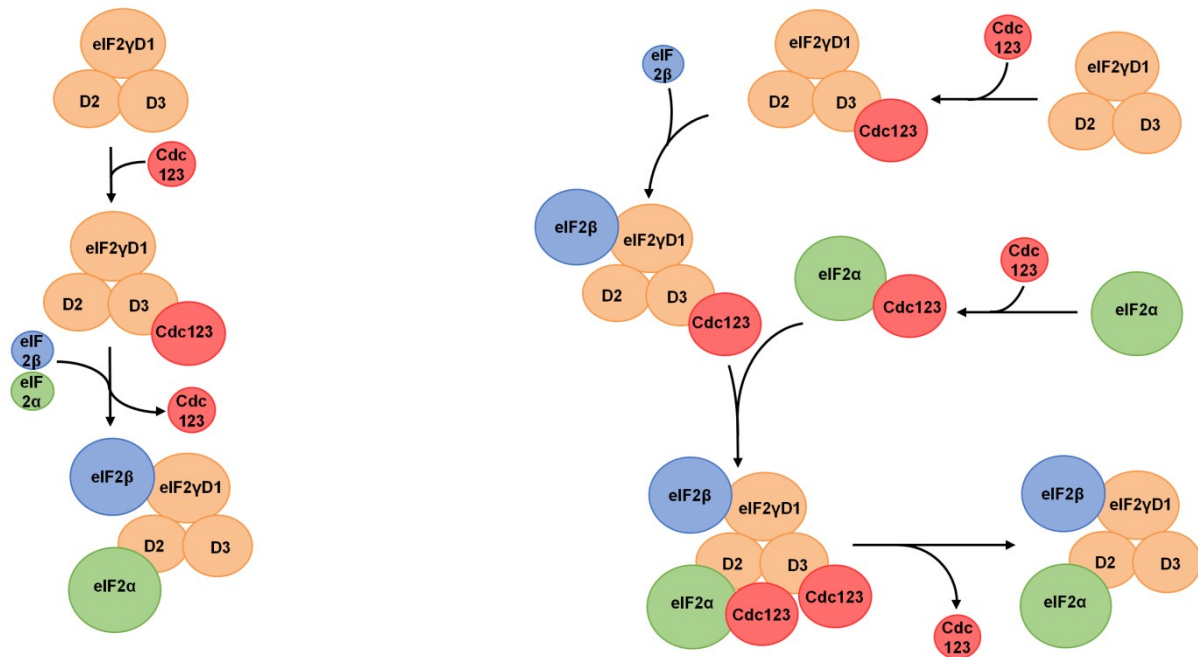 eIF2γD1
D2
D3
Cdc
123
eIF2γD1
D2
D3
Cdc123
eIF
2β
eIF
2α
Cdc
123
eIF2β
eIF2γD1
D2
D3
eIF2α
eIF
2β
eIF2γD1
D2
D3
Cdc123
Cdc
123
eIF2γD1
D2
D3
eIF2β
eIF2γD1
D2
D3
Cdc123
eIF2α
Cdc123
Cdc
123
eIF2α
eIF2β
eIF2γD1
D2
D3
eIF2α
Cdc123
Cdc123
Cdc
123
eIF2β
eIF2γD1
D2
D3
eIF2α